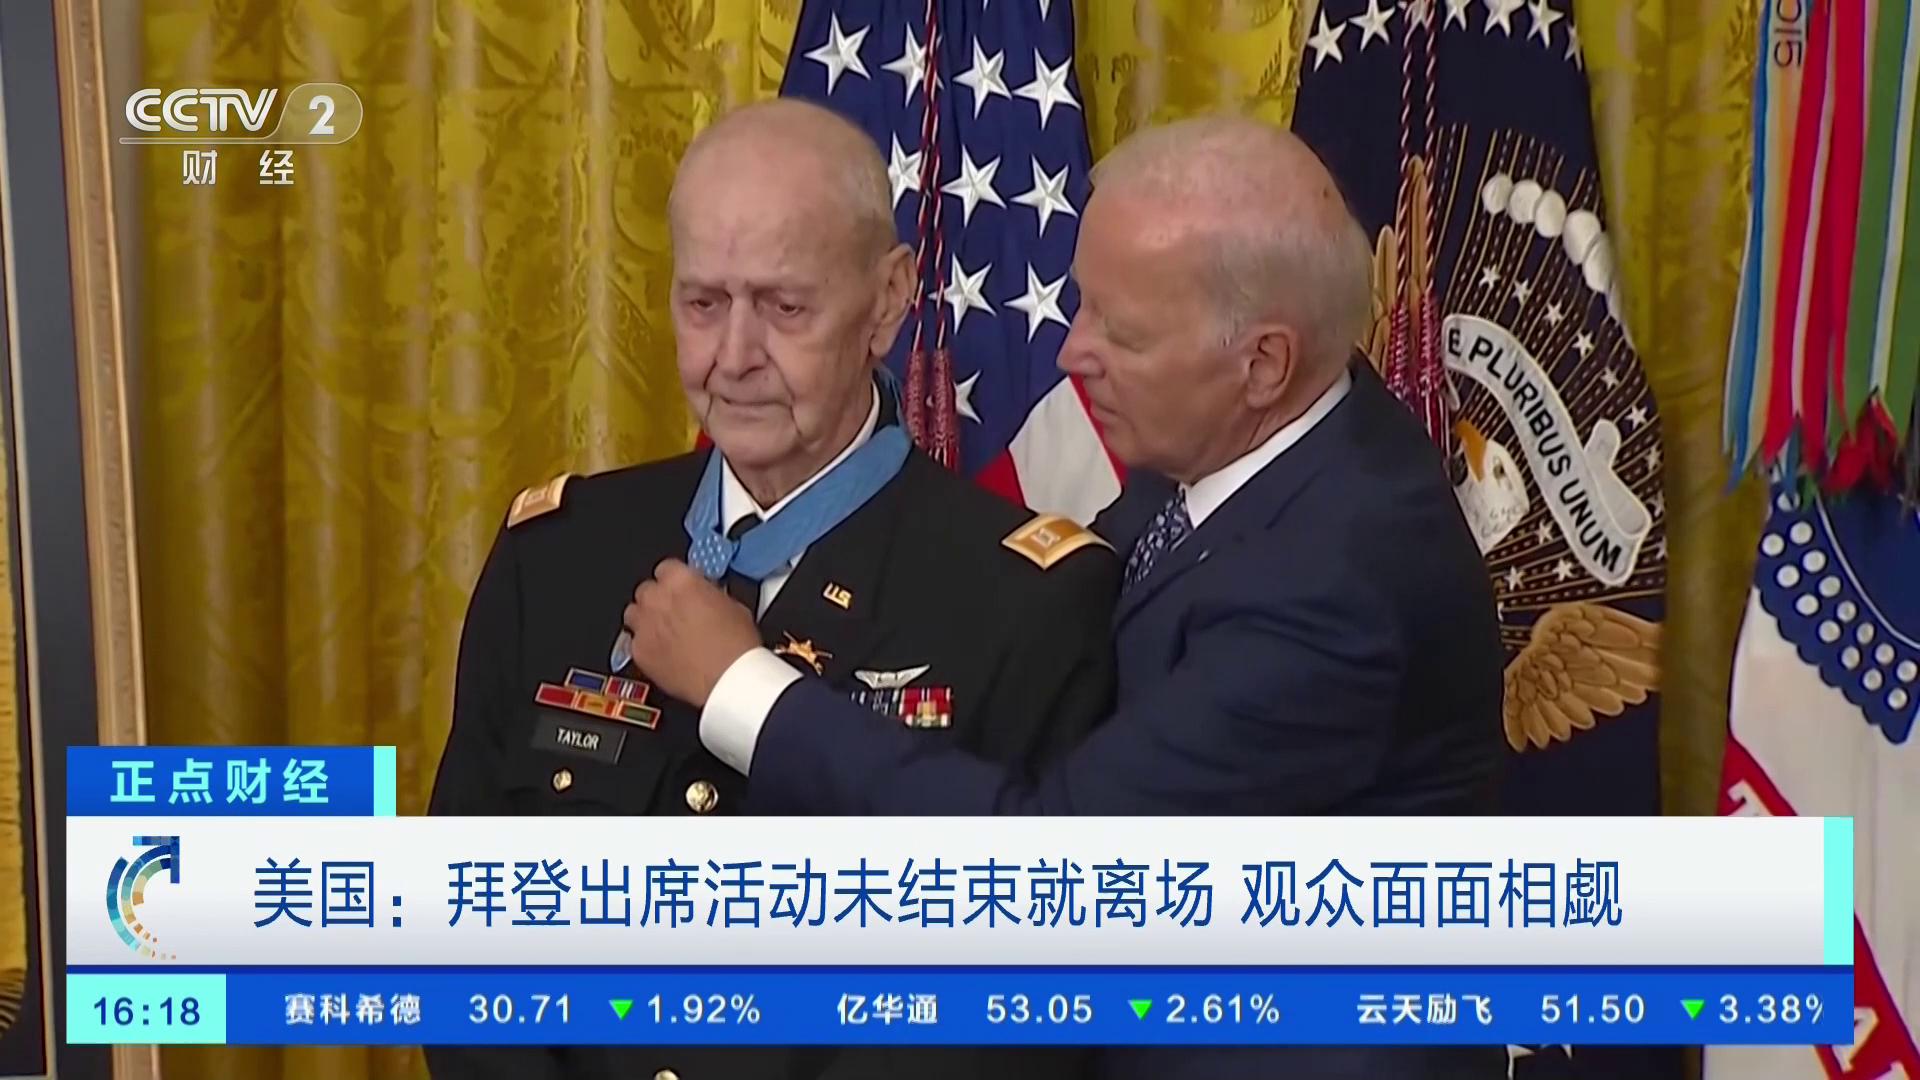 CCTV 2
财 经
015
E PLURIBUS UNUM
U.S.
TAYLOR
正点财经
美国：拜登出席活动未结束就离场 观众面面相觑
16:18 赛科希德 30.71 ▼1.92% 亿华通 53.05 ▼2.61% 云天励飞 51.50 ▼3.38%